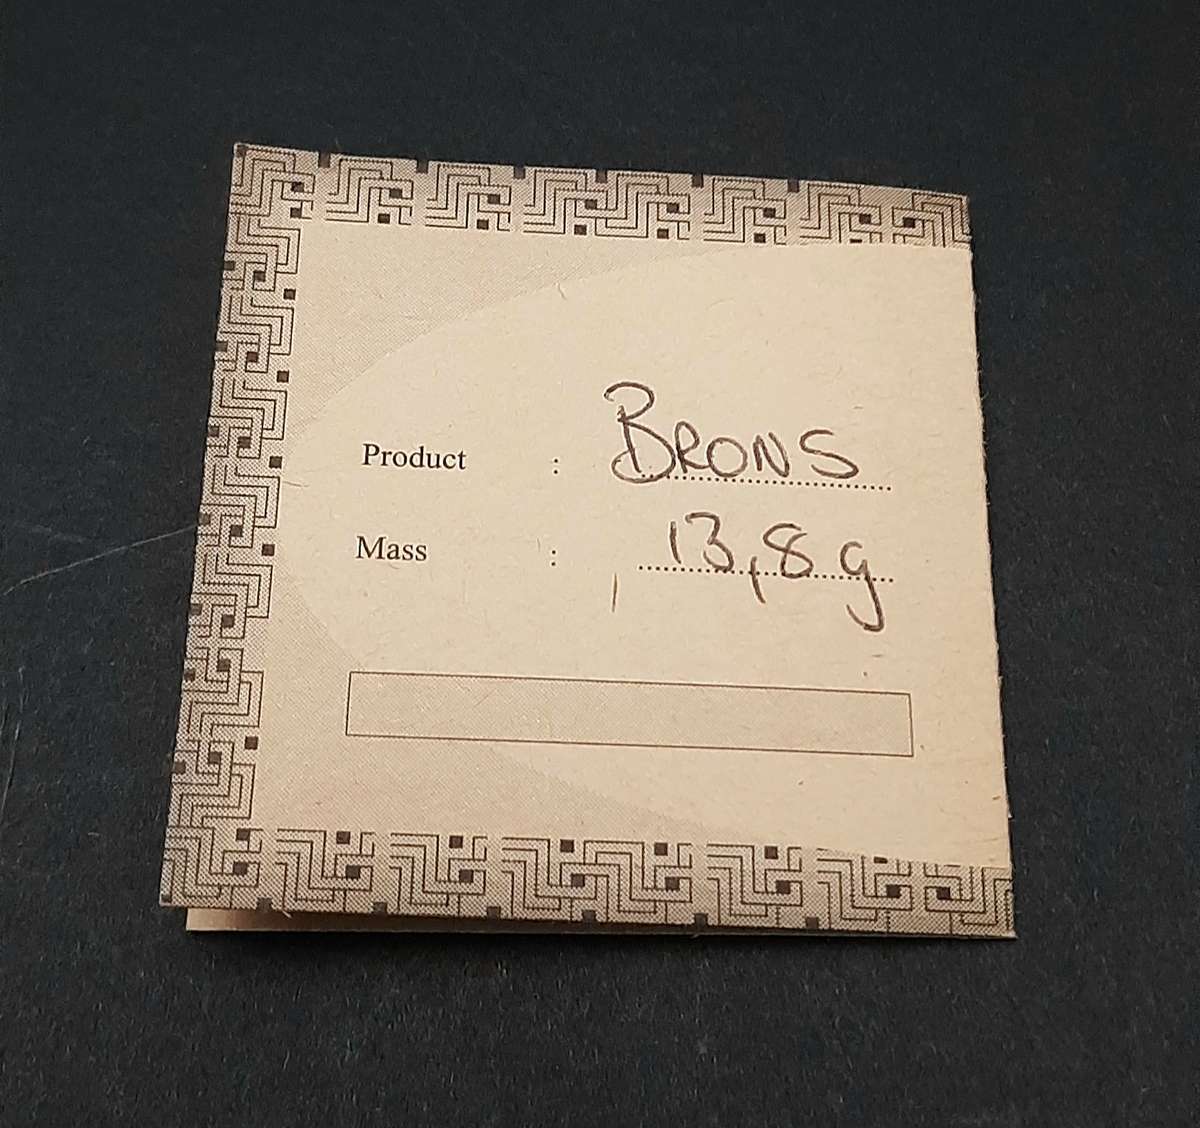 Product : BRONS
Mass : 13,8 g